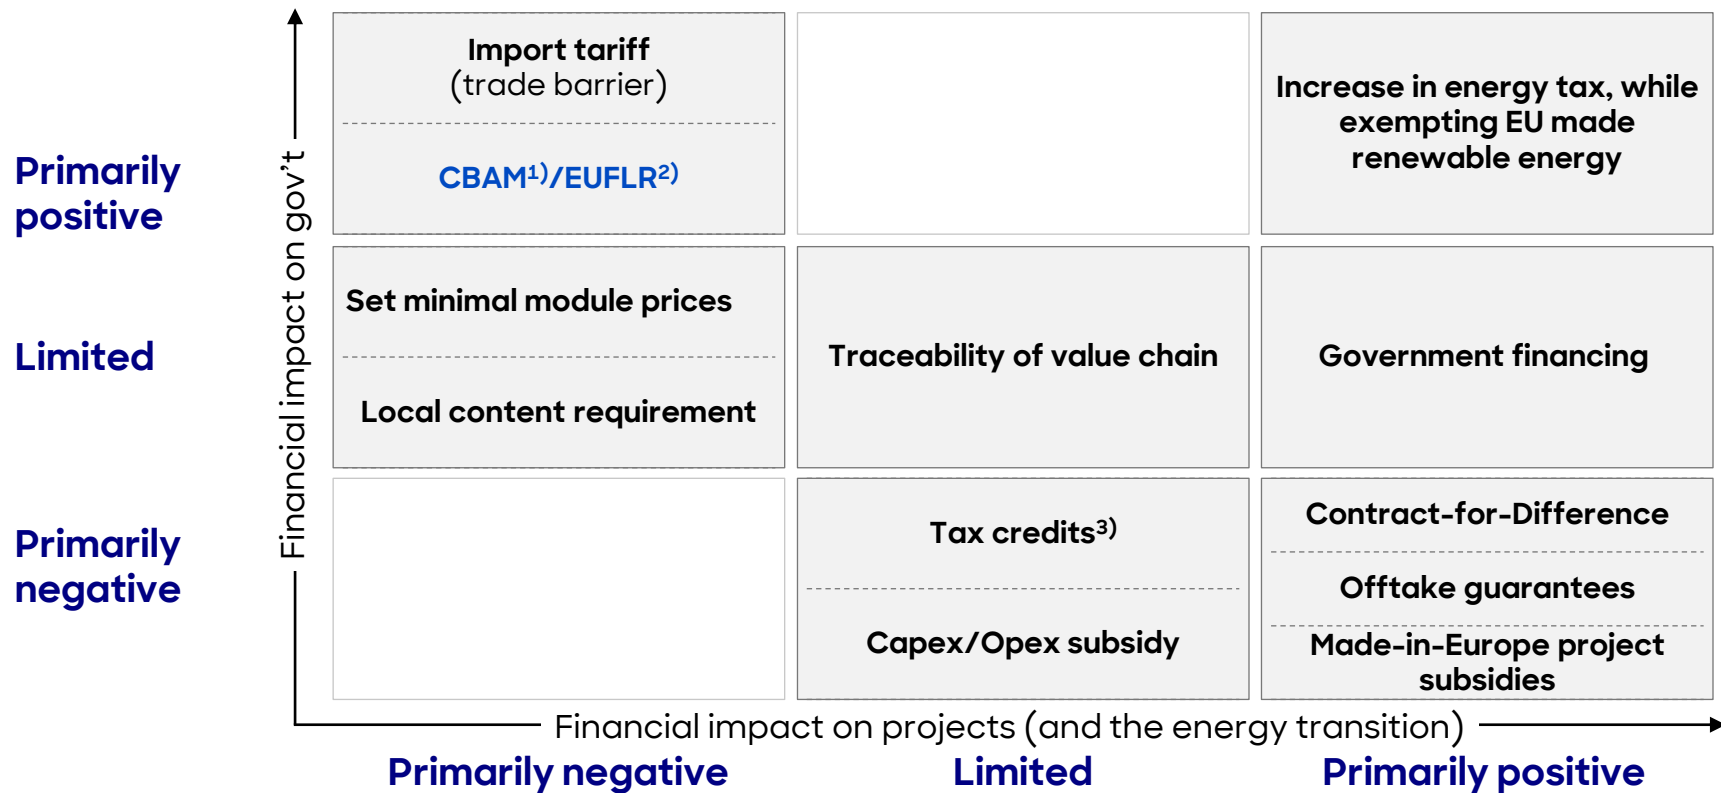 Import tariff
(trade barrier)
CBAM¹⁾/EUFLR²⁾
Increase in energy tax, while
exempting EU made
renewable energy
Primarily
positive
Set minimal module prices
Local content requirement
Traceability of value chain
Government financing
Limited
Financial impact on gov't
Tax credits³⁾
Capex/Opex subsidy
Contract-for-Difference
Offtake guarantees
Made-in-Europe project
subsidies
Primarily
negative
Financial impact on projects (and the energy transition)
Primarily negative
Limited
Primarily positive